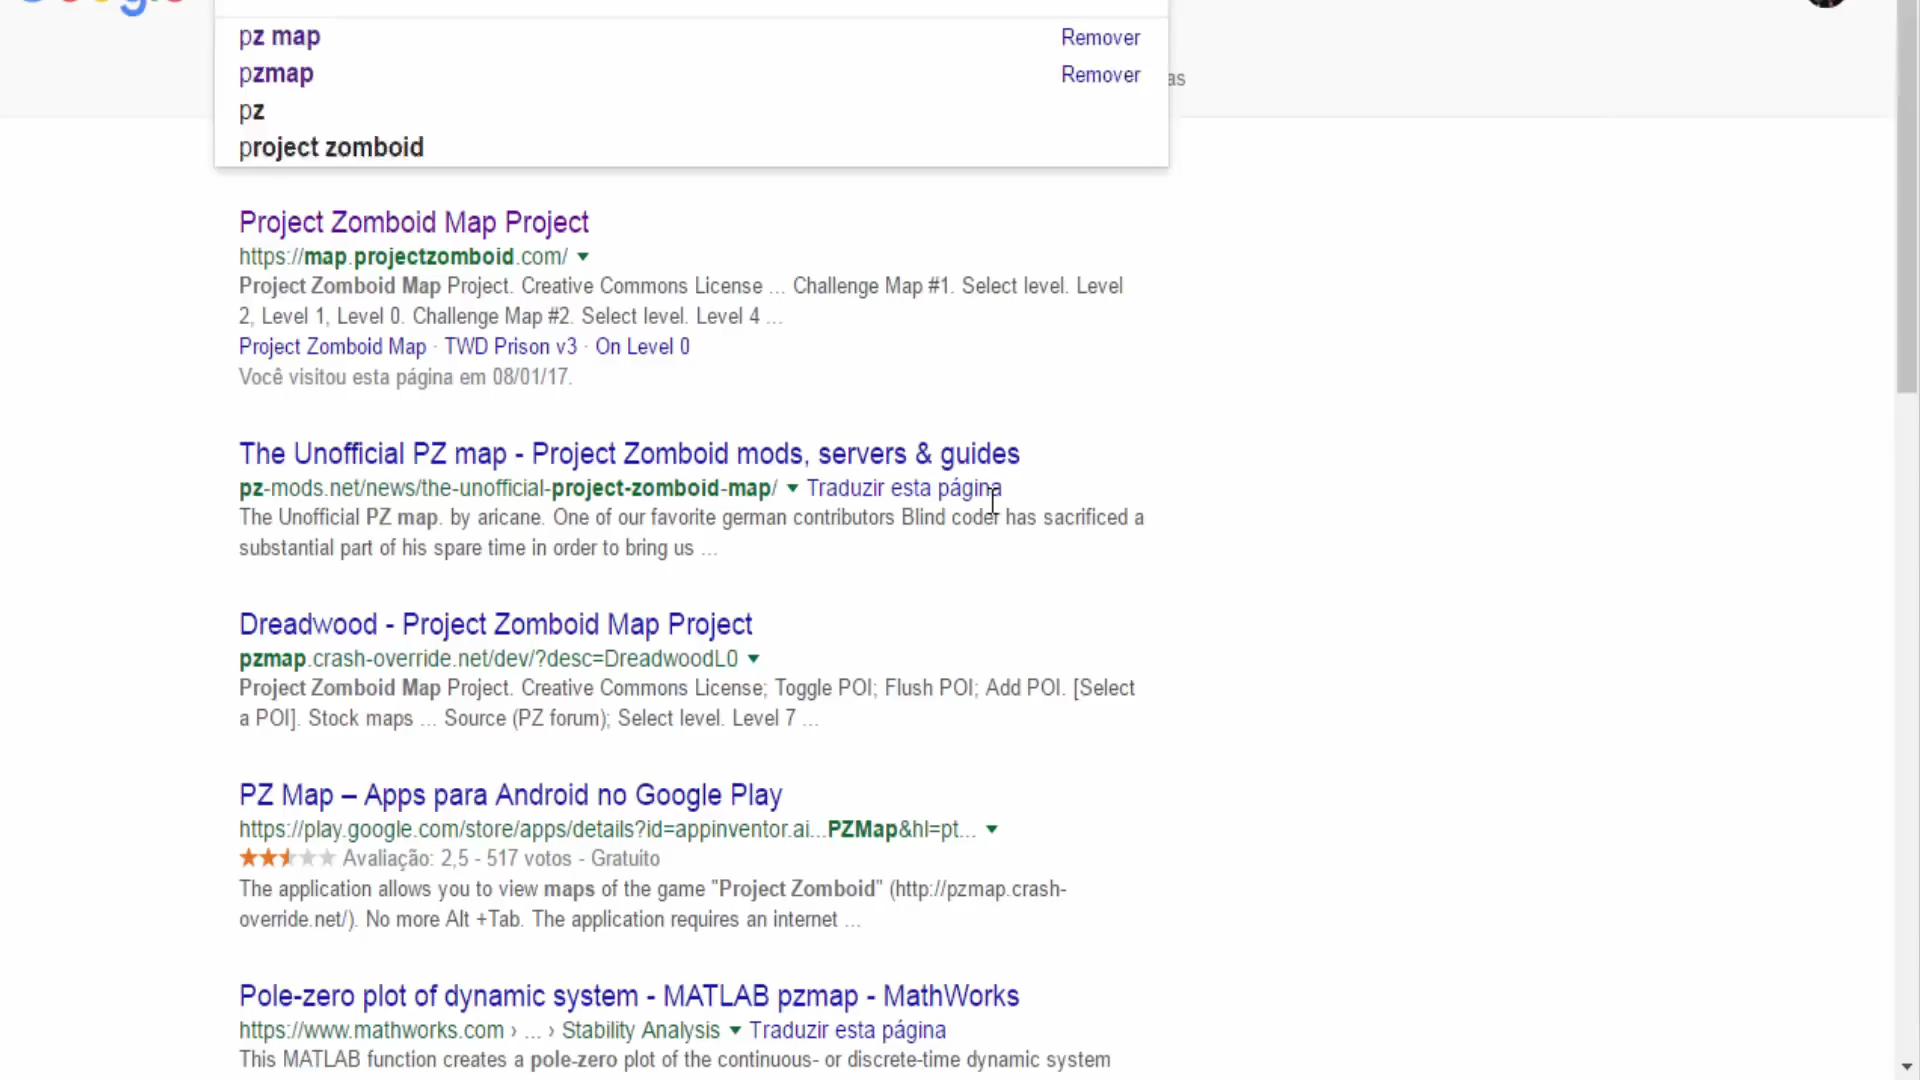 Google
pz map Remover
pzmap Remover
as
pz
project zomboid
Project Zomboid Map Project
https://map.projectzomboid.com/
Project Zomboid Map Project. Creative Commons License ... Challenge Map #1. Select level. Level
2, Level 1, Level 0. Challenge Map #2. Select level. Level 4 ...
Project Zomboid Map · TWD Prison v3 · On Level 0
Você visitou esta página em 08/01/17.
The Unofficial PZ map - Project Zomboid mods, servers & guides
pz-mods.net/news/the-unofficial-project-zomboid-map/ Traduzir esta página
The Unofficial PZ map. by aricane. One of our favorite german contributors Blind coder has sacrificed a
substantial part of his spare time in order to bring us ...
Dreadwood - Project Zomboid Map Project
pzmap.crash-override.net/dev/?desc=DreadwoodL0
Project Zomboid Map Project. Creative Commons License; Toggle POI; Flush POI; Add POI. [Select
a POI]. Stock maps ... Source (PZ forum); Select level. Level 7 ...
PZ Map – Apps para Android no Google Play
https://play.google.com/store/apps/details?id=appinventor.ai...PZMap&hl=pt...
Avaliação: 2,5 - 517 votos - Gratuito
The application allows you to view maps of the game "Project Zomboid" (http://pzmap.crash-
override.net/). No more Alt +Tab. The application requires an internet ...
Pole-zero plot of dynamic system - MATLAB pzmap - MathWorks
https://www.mathworks.com › ... › Stability Analysis Traduzir esta página
This MATLAB function creates a pole-zero plot of the continuous- or discrete-time dynamic system